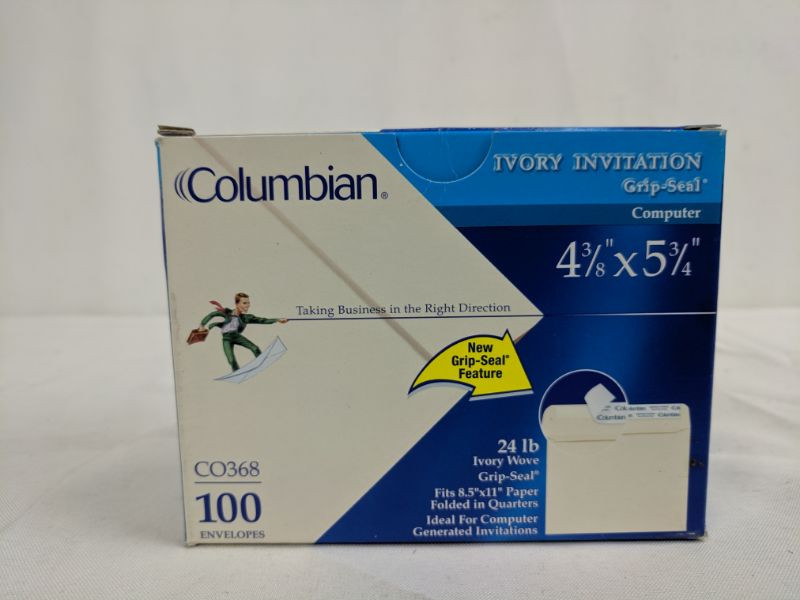 Columbian®
IVORY INVITATION
Grip-Seal®
Computer
4 3/8" x 5 3/4"
Taking Business in the Right Direction
New
Grip-Seal®
Feature
Columbian
Columbian
24 lb
Ivory Wove
Grip-Seal®
Fits 8.5"x11" Paper
Folded in Quarters
Ideal For Computer
Generated Invitations
CO368
100
ENVELOPES